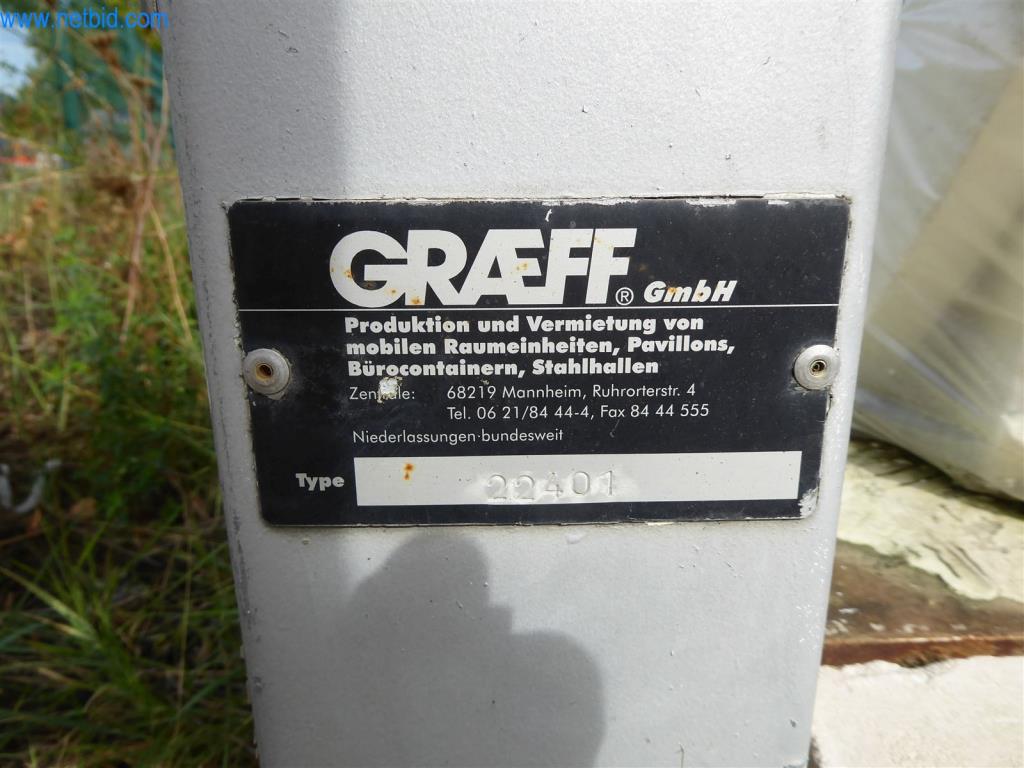 www.netbid.com
GRÆFF® GmbH
Produktion und Vermietung von
mobilen Raumeinheiten, Pavillons,
Bürocontainern, Stahlhallen
Zentrale: 68219 Mannheim, Ruhrorterstr. 4
Tel. 06 21/84 44-4, Fax 84 44 555
Niederlassungen bundesweit
Type 22401